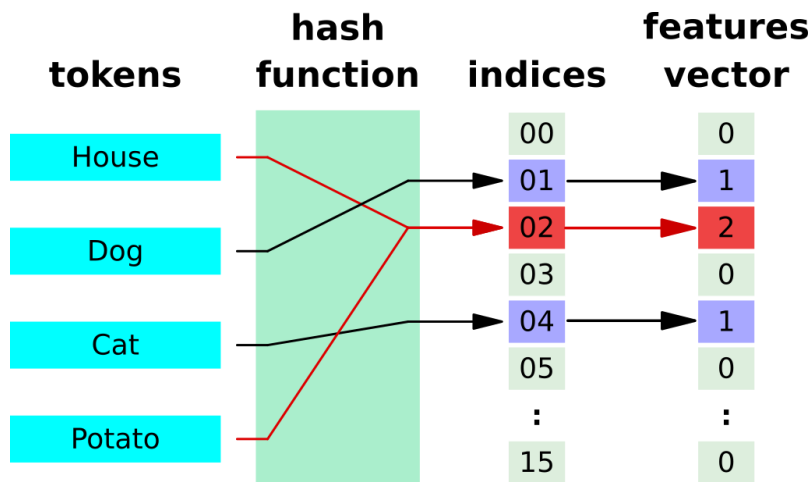 tokens
hash
function
indices
features
vector
House
Dog
Cat
Potato
00
01
02
03
04
05
:
15
0
1
2
0
1
0
:
0